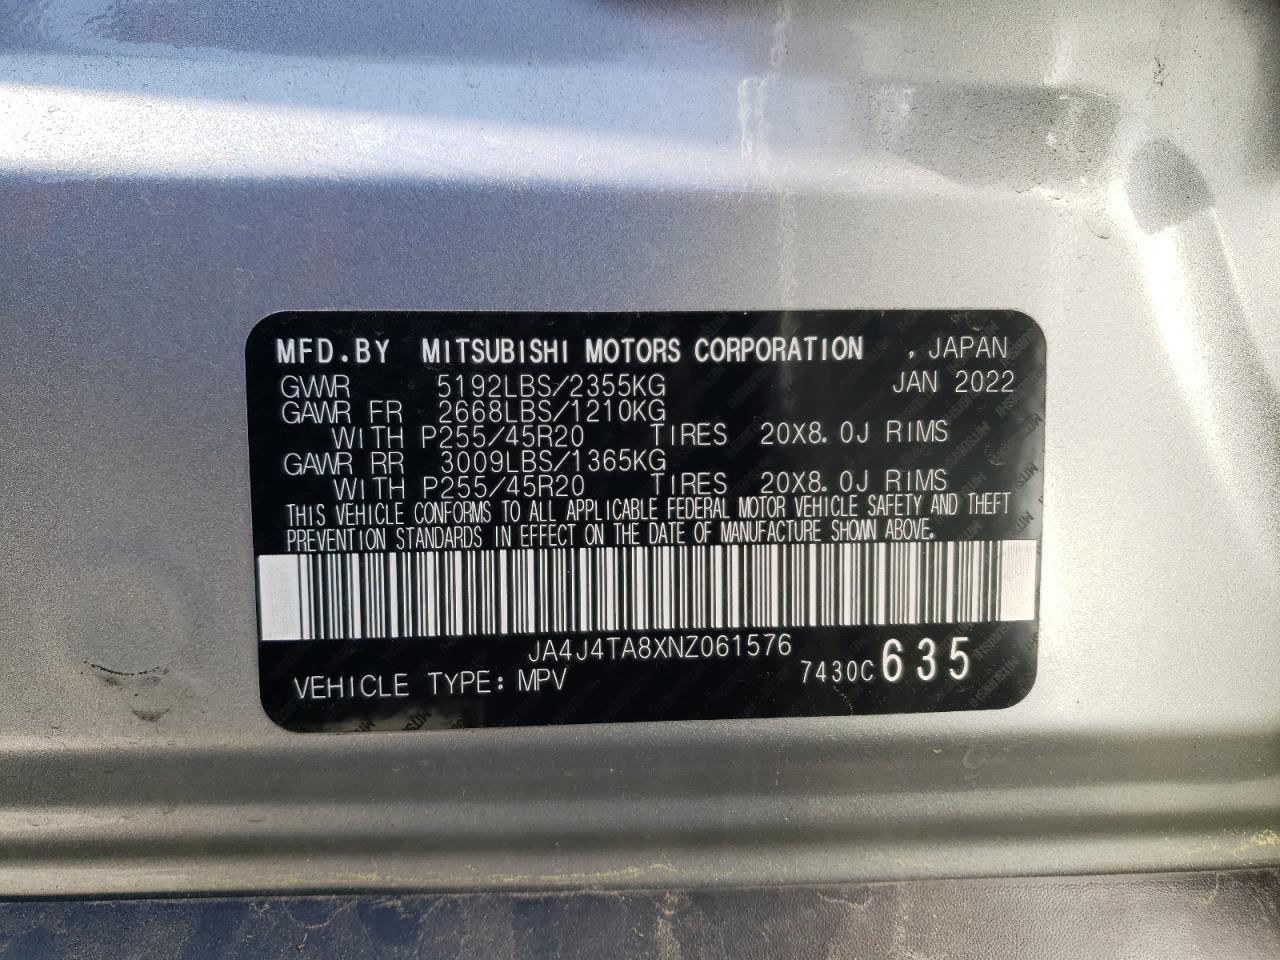 MFD.BY MITSUBISHI MOTORS CORPORATION , JAPAN
GVWR 5192LBS/2355KG JAN 2022
GAWR FR 2668LBS/1210KG
WITH P255/45R20 TIRES 20X8.0J RIMS
GAWR RR 3009LBS/1365KG
WITH P255/45R20 TIRES 20X8.0J RIMS
THIS VEHICLE CONFORMS TO ALL APPLICABLE FEDERAL MOTOR VEHICLE SAFETY AND THEFT
PREVENTION STANDARDS IN EFFECT ON THE DATE OF MANUFACTURE SHOWN ABOVE.
JA4J4TA8XNZ061576
VEHICLE TYPE: MPV 7430C 635